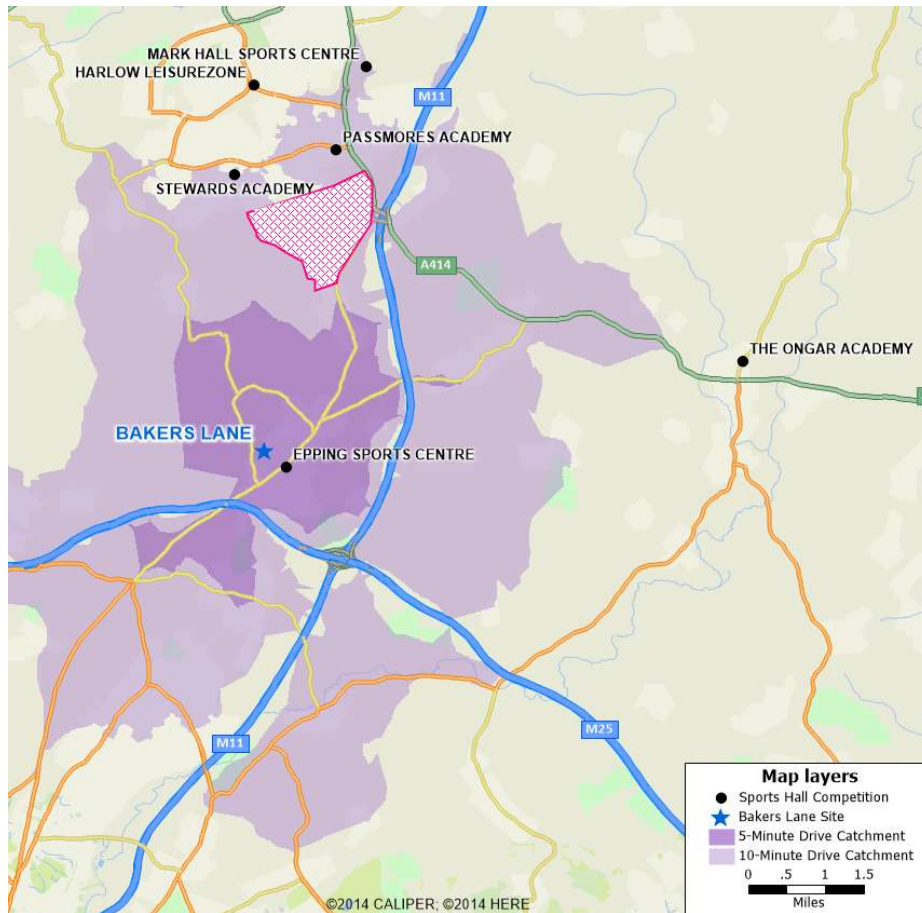 MARK HALL SPORTS CENTRE
HARLOW LEISUREZONE
M11
PASSMORES ACADEMY
STEWARDS ACADEMY
A414
THE ONGAR ACADEMY
BAKERS LANE
EPPING SPORTS CENTRE
M11
M25
Map layers
Sports Hall Competition
Bakers Lane Site
5-Minute Drive Catchment
10-Minute Drive Catchment
0 .5 1 1.5
Miles
©2014 CALIPER; ©2014 HERE